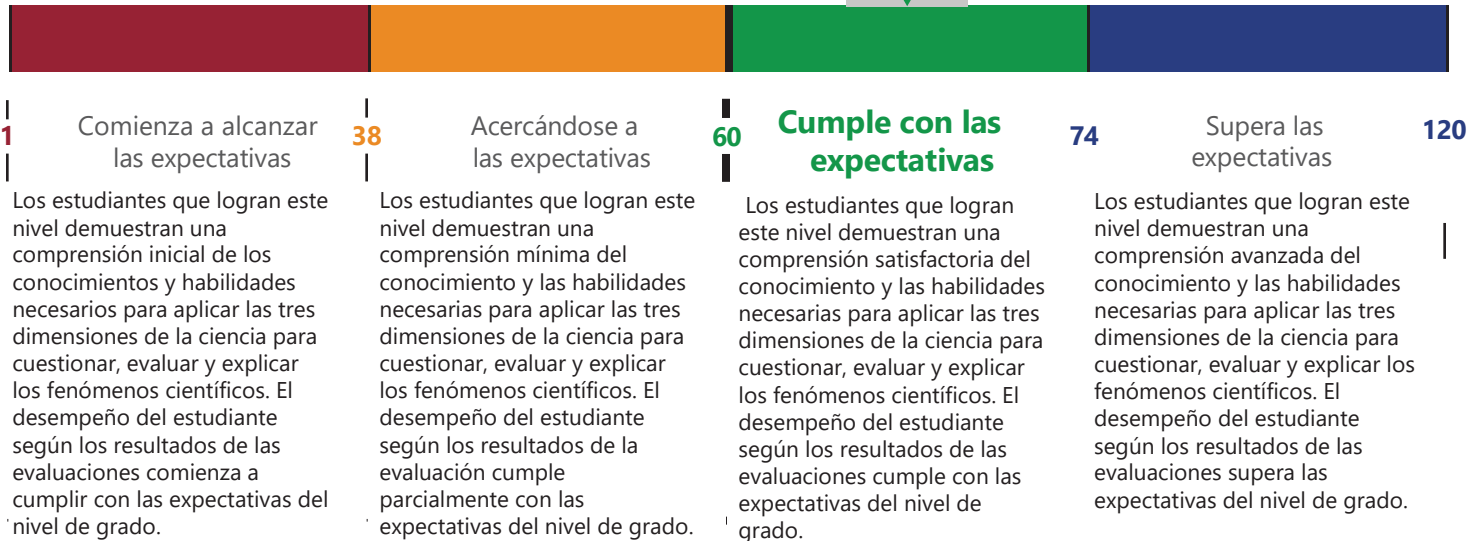 1
Comienza a alcanzar
las expectativas
38
Acercándose a
las expectativas
60
Cumple con las
expectativas
74
Supera las
expectativas
120
Los estudiantes que logran este
nivel demuestran una
comprensión inicial de los
conocimientos y habilidades
necesarios para aplicar las tres
dimensiones de la ciencia para
cuestionar, evaluar y explicar
los fenómenos científicos. El
desempeño del estudiante
según los resultados de las
evaluaciones comienza a
cumplir con las expectativas del
nivel de grado.
Los estudiantes que logran este
nivel demuestran una
comprensión mínima del
conocimiento y las habilidades
necesarias para aplicar las tres
dimensiones de la ciencia para
cuestionar, evaluar y explicar
los fenómenos científicos. El
desempeño del estudiante
según los resultados de la
evaluación cumple
parcialmente con las
expectativas del nivel de grado.
Los estudiantes que logran
este nivel demuestran una
comprensión satisfactoria del
conocimiento y las habilidades
necesarias para aplicar las tres
dimensiones de la ciencia para
cuestionar, evaluar y explicar
los fenómenos científicos. El
desempeño del estudiante
según los resultados de las
evaluaciones cumple con las
expectativas del nivel de
grado.
Los estudiantes que logran este
nivel demuestran una
comprensión avanzada del
conocimiento y las habilidades
necesarias para aplicar las tres
dimensiones de la ciencia para
cuestionar, evaluar y explicar los
fenómenos científicos. El
desempeño del estudiante
según los resultados de las
evaluaciones supera las
expectativas del nivel de grado.